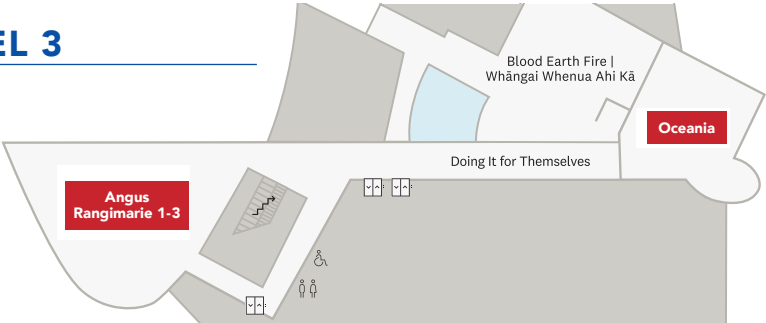 EL 3
Blood Earth Fire |
Whāngai Whenua Ahi Kā
Oceania
Doing It for Themselves
Angus
Rangimarie 1-3